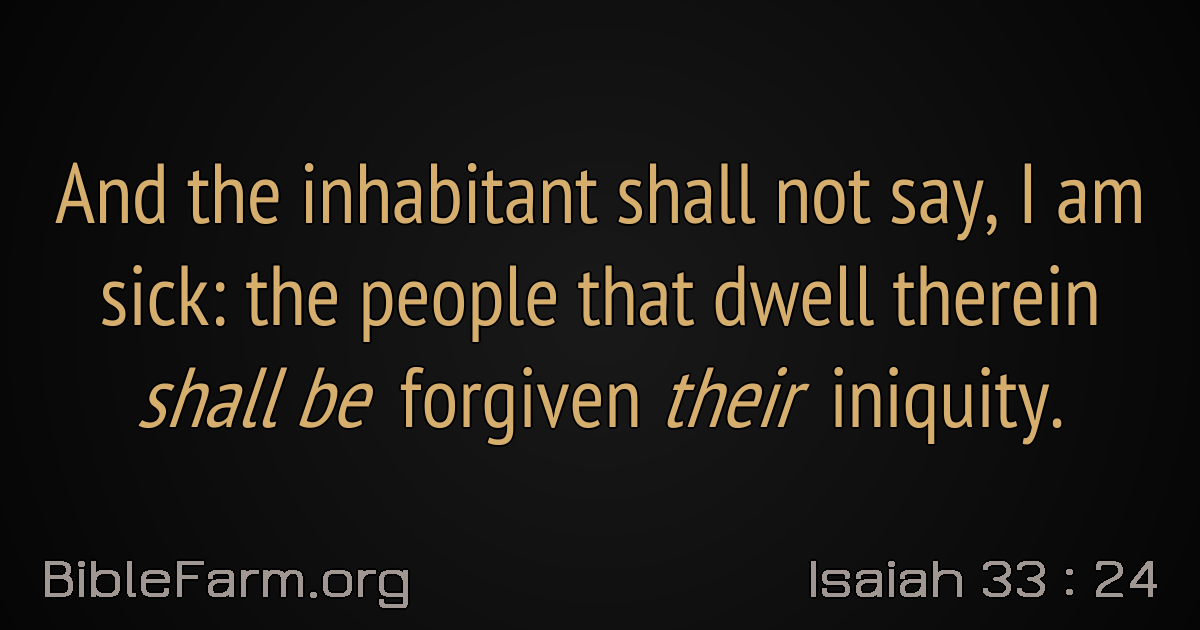 And the inhabitant shall not say, I am
sick: the people that dwell therein
shall be forgiven their iniquity.
BibleFarm.org
Isaiah 33 : 24